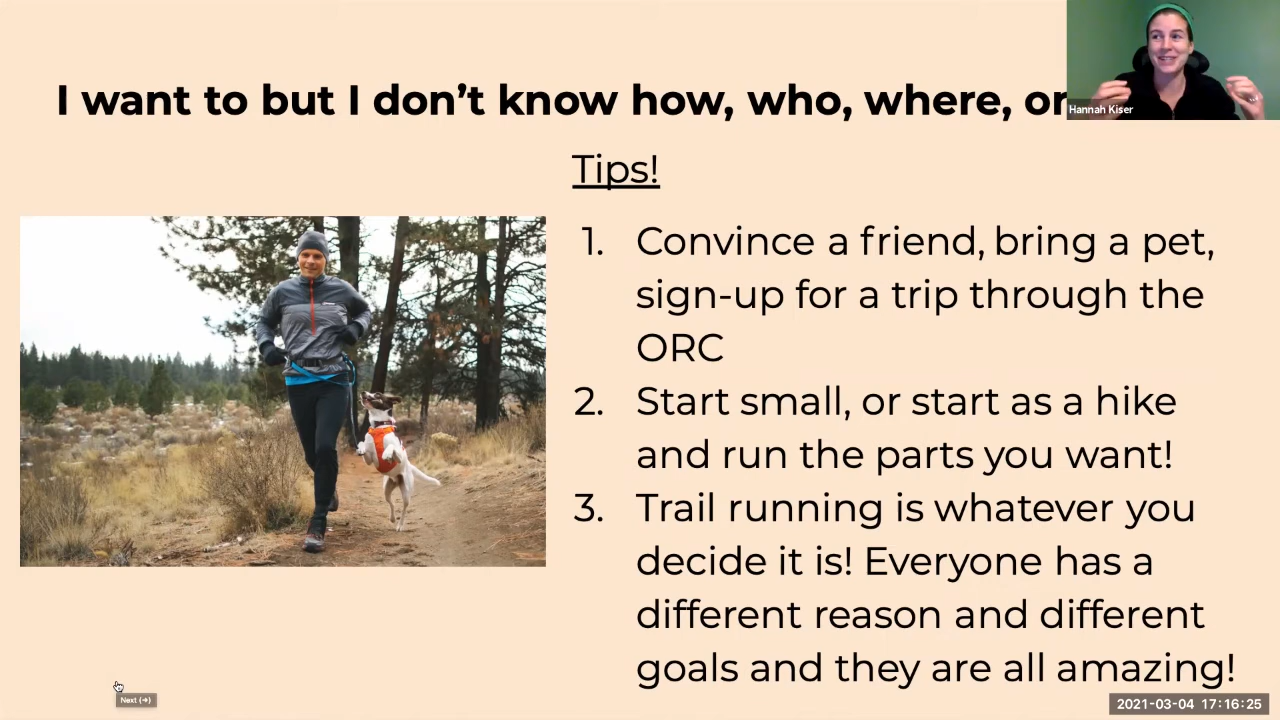 I want to but I don't know how, who, where, or
Hannah Kiser
Tips!
1. Convince a friend, bring a pet,
sign-up for a trip through the
ORC
2. Start small, or start as a hike
and run the parts you want!
3. Trail running is whatever you
decide it is! Everyone has a
different reason and different
goals and they are all amazing!
Next (→)
2021-03-04 17:16:25